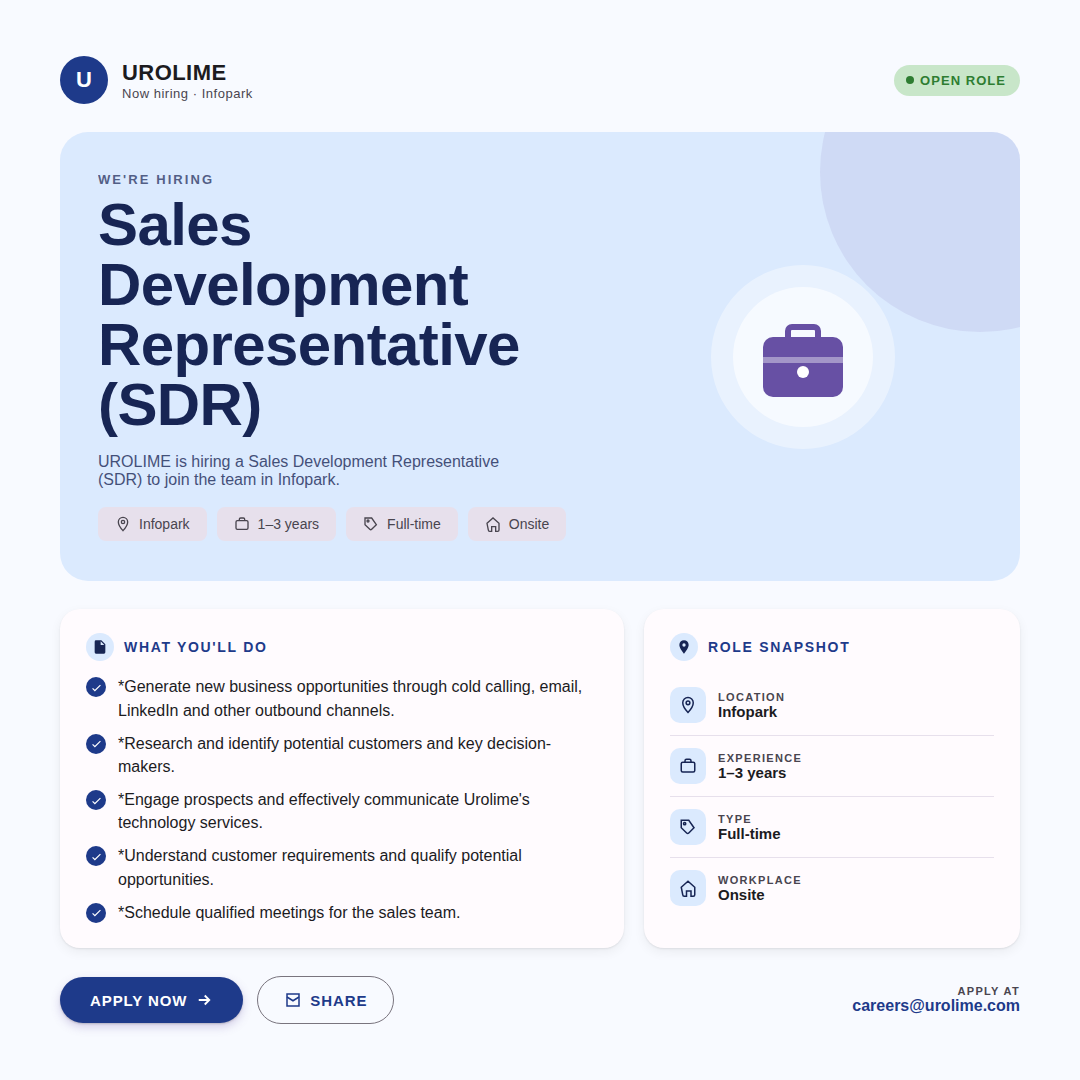 U
UROLIME
Now hiring · Infopark
OPEN ROLE
WE'RE HIRING
Sales
Development
Representative
(SDR)
UROLIME is hiring a Sales Development Representative
(SDR) to join the team in Infopark.
Infopark
1–3 years
Full-time
Onsite
WHAT YOU'LL DO
*Generate new business opportunities through cold calling, email,
LinkedIn and other outbound channels.
*Research and identify potential customers and key decision-
makers.
*Engage prospects and effectively communicate Urolime's
technology services.
*Understand customer requirements and qualify potential
opportunities.
*Schedule qualified meetings for the sales team.
ROLE SNAPSHOT
LOCATION
Infopark
EXPERIENCE
1–3 years
TYPE
Full-time
WORKPLACE
Onsite
APPLY NOW
SHARE
APPLY AT
careers@urolime.com